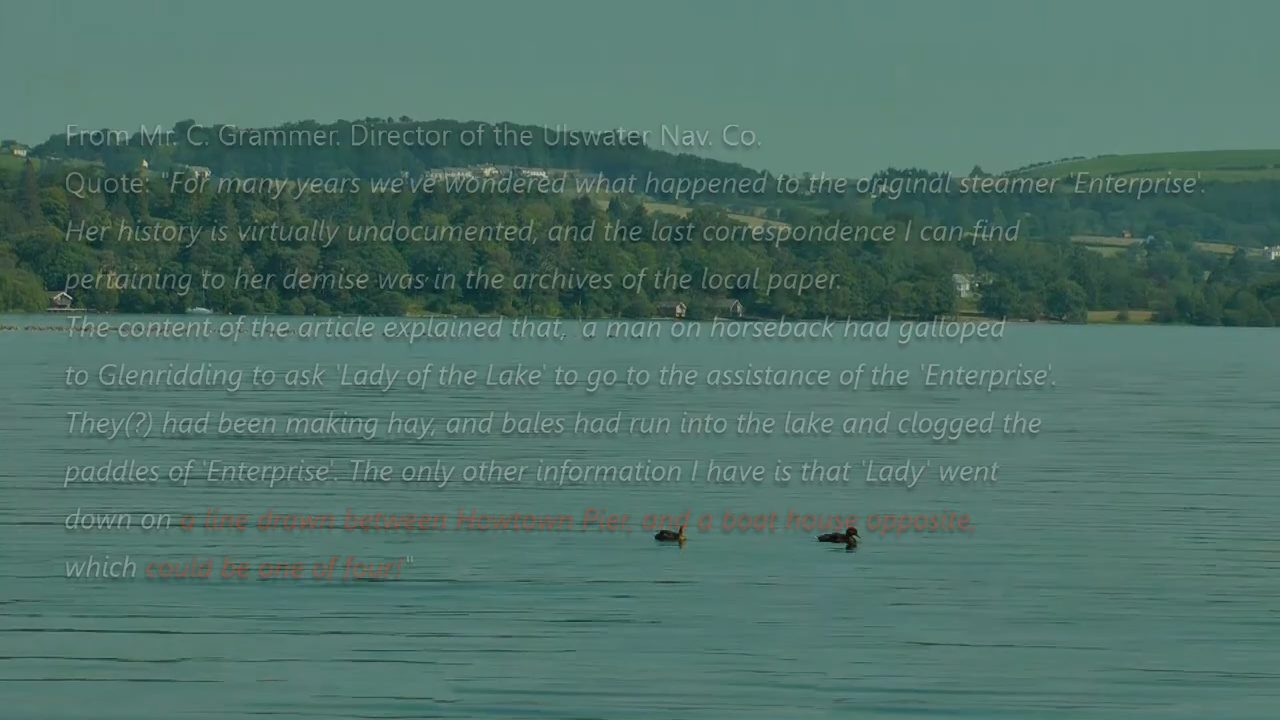 From Mr. C. Grammer. Director of the Ulswater Nav. Co.
Quote. "For many years we've wondered what happened to the original steamer 'Enterprise'.
Her history is virtually undocumented, and the last correspondence I can find
pertaining to her demise was in the archives of the local paper.
The content of the article explained that, 'a man on horseback had galloped
to Glenridding to ask 'Lady of the Lake' to go to the assistance of the 'Enterprise'.
They(?) had been making hay, and bales had run into the lake and clogged the
paddles of 'Enterprise'. The only other information I have is that 'Lady' went
down on a line drawn between Howtown Pier, and a boat house opposite,
which could be one of four!"